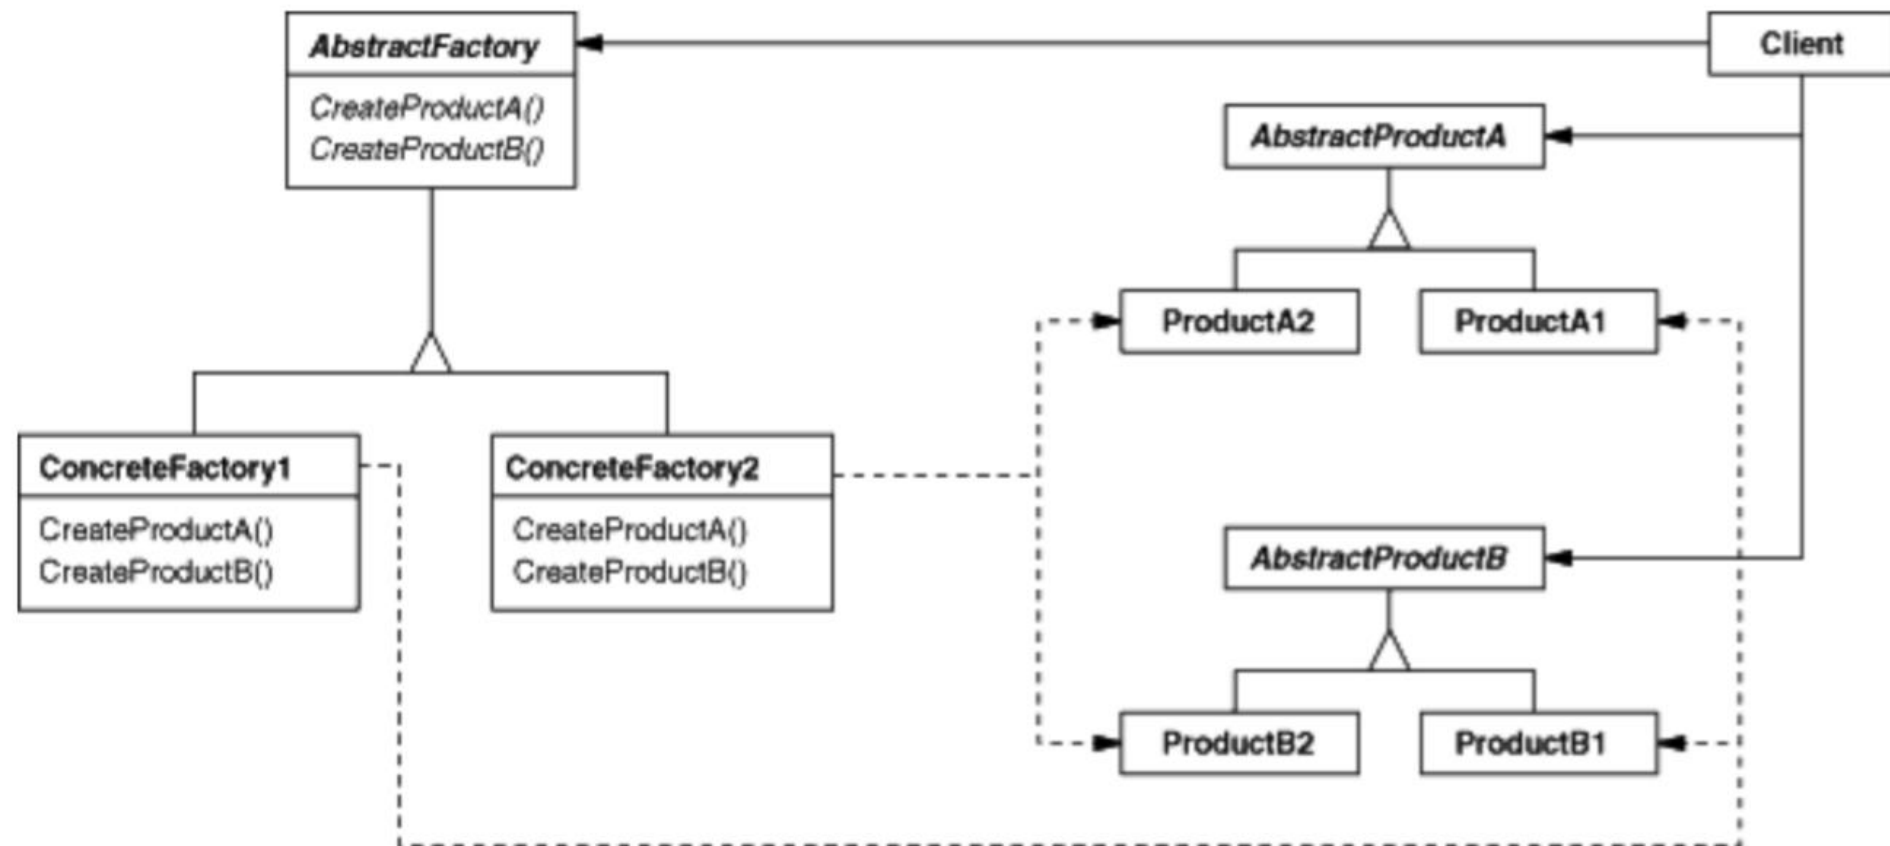 AbstractFactory
CreateProductA()
CreateProductB()
Client
AbstractProductA
ProductA2
ProductA1
ConcreteFactory1
CreateProductA()
CreateProductB()
ConcreteFactory2
CreateProductA()
CreateProductB()
AbstractProductB
ProductB2
ProductB1